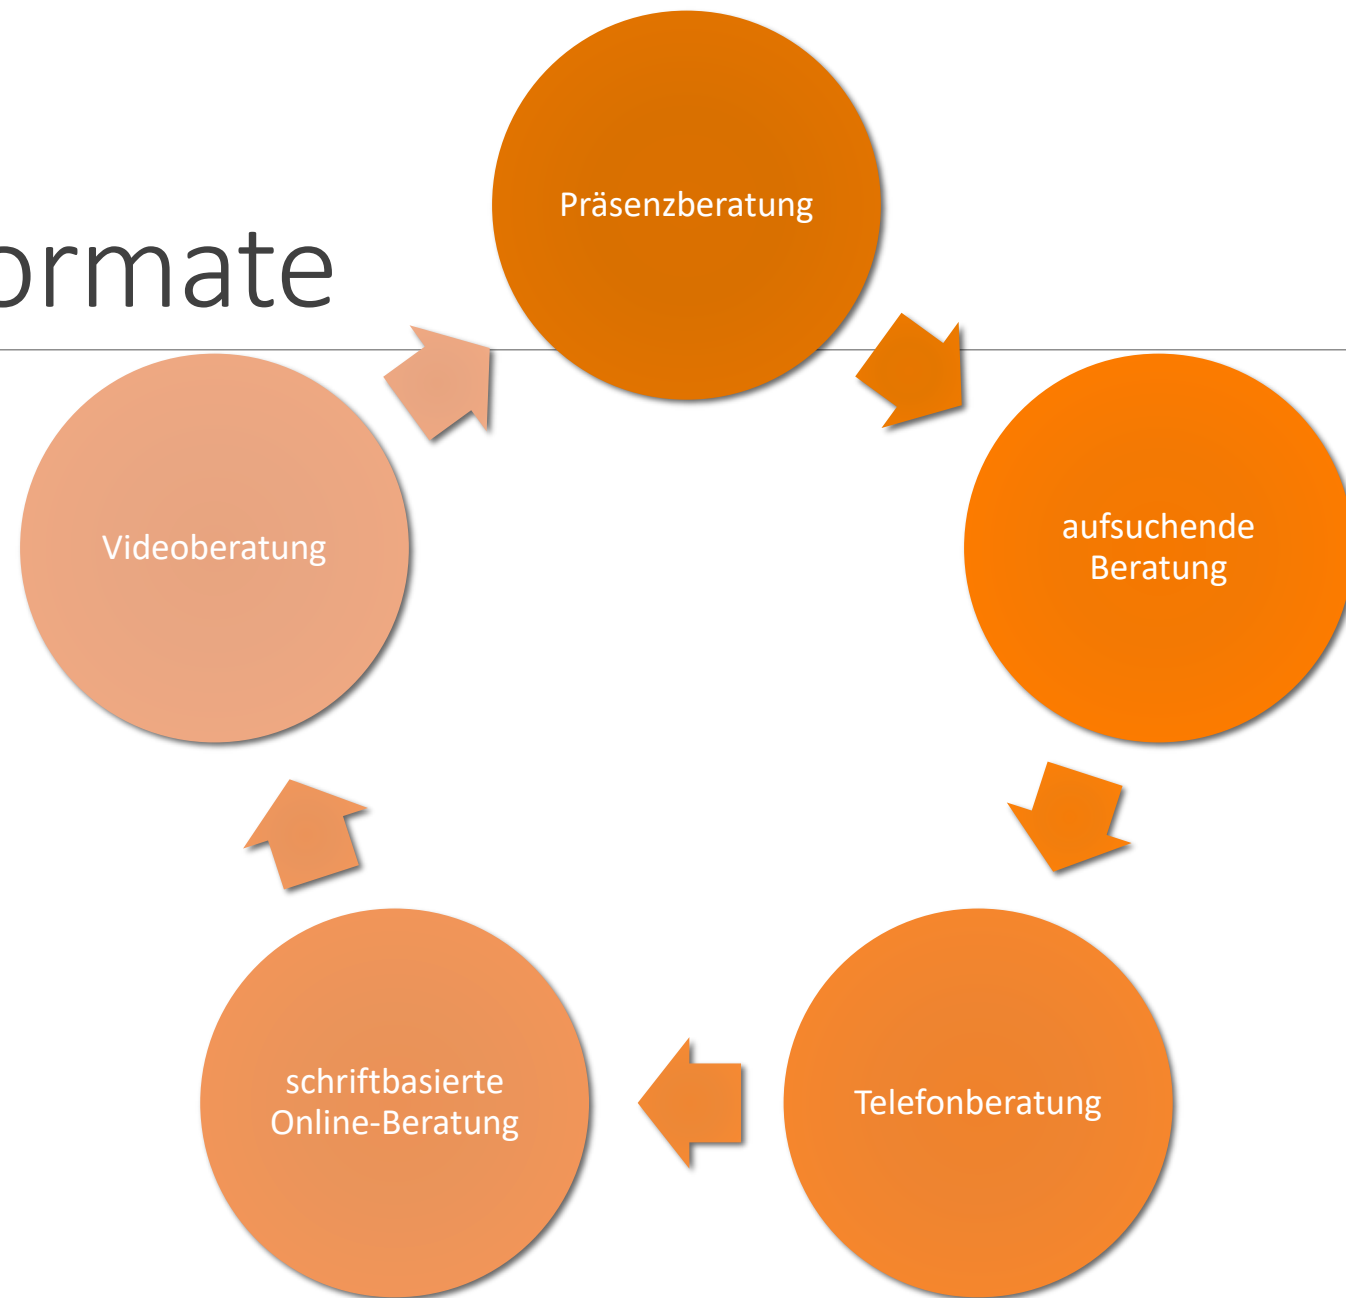 ormate
Präsenzberatung
aufsuchende
Beratung
Telefonberatung
schriftbasierte
Online-Beratung
Videoberatung